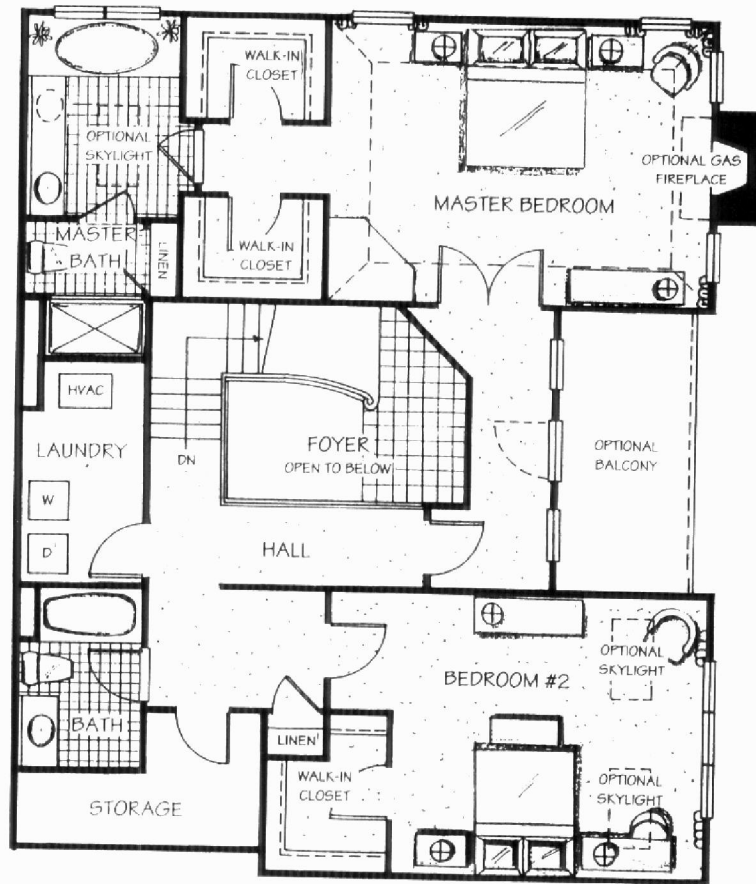 WALK-IN
CLOSET
OPTIONAL
SKYLIGHT
OPTIONAL GAS
FIREPLACE
MASTER BEDROOM
MASTER
BATH
LINEN
WALK-IN
CLOSET
HVAC
LAUNDRY
FOYER
OPEN TO BELOW
DN
OPTIONAL
BALCONY
W
D
HALL
OPTIONAL
SKYLIGHT
BEDROOM #2
BATH
LINEN
WALK-IN
CLOSET
OPTIONAL
SKYLIGHT
STORAGE